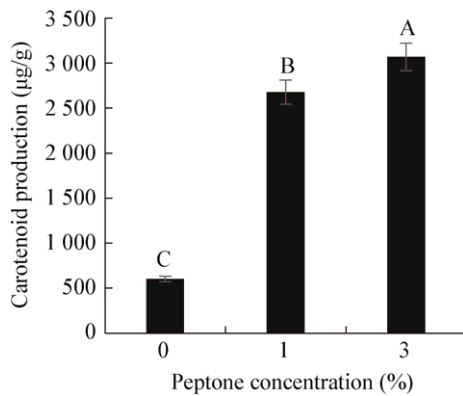 Carotenoid production (μg/g)
3 500
3 000
2 500
2 000
1 500
1 000
500
0
C
B
A
0 1 3
Peptone concentration (%)